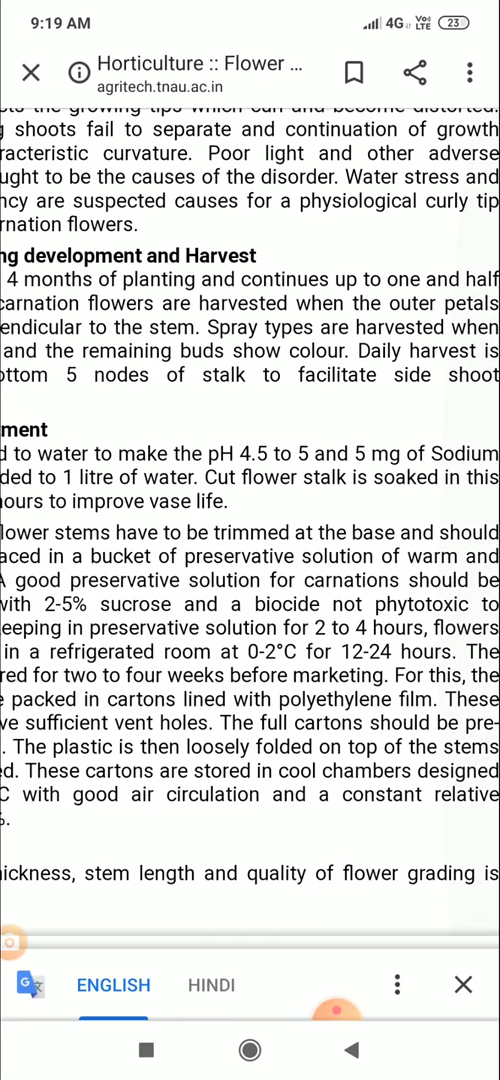 9:19 AM
4G Vo)) LTE 23
Horticulture :: Flower ...
agritech.tnau.ac.in
the growing tips which can and become distorted.
shoots fail to separate and continuation of growth
racteristic curvature. Poor light and other adverse
ught to be the causes of the disorder. Water stress and
ncy are suspected causes for a physiological curly tip
rnation flowers.
ng development and Harvest
4 months of planting and continues up to one and half
carnation flowers are harvested when the outer petals
endicular to the stem. Spray types are harvested when
and the remaining buds show colour. Daily harvest is
ottom 5 nodes of stalk to facilitate side shoot
ment
d to water to make the pH 4.5 to 5 and 5 mg of Sodium
ded to 1 litre of water. Cut flower stalk is soaked in this
hours to improve vase life.
lower stems have to be trimmed at the base and should
aced in a bucket of preservative solution of warm and
A good preservative solution for carnations should be
with 2-5% sucrose and a biocide not phytotoxic to
keeping in preservative solution for 2 to 4 hours, flowers
in a refrigerated room at 0-2°C for 12-24 hours. The
red for two to four weeks before marketing. For this, the
e packed in cartons lined with polyethylene film. These
ve sufficient vent holes. The full cartons should be pre-
. The plastic is then loosely folded on top of the stems
ed. These cartons are stored in cool chambers designed
C with good air circulation and a constant relative
%.
hickness, stem length and quality of flower grading is
ENGLISH HINDI